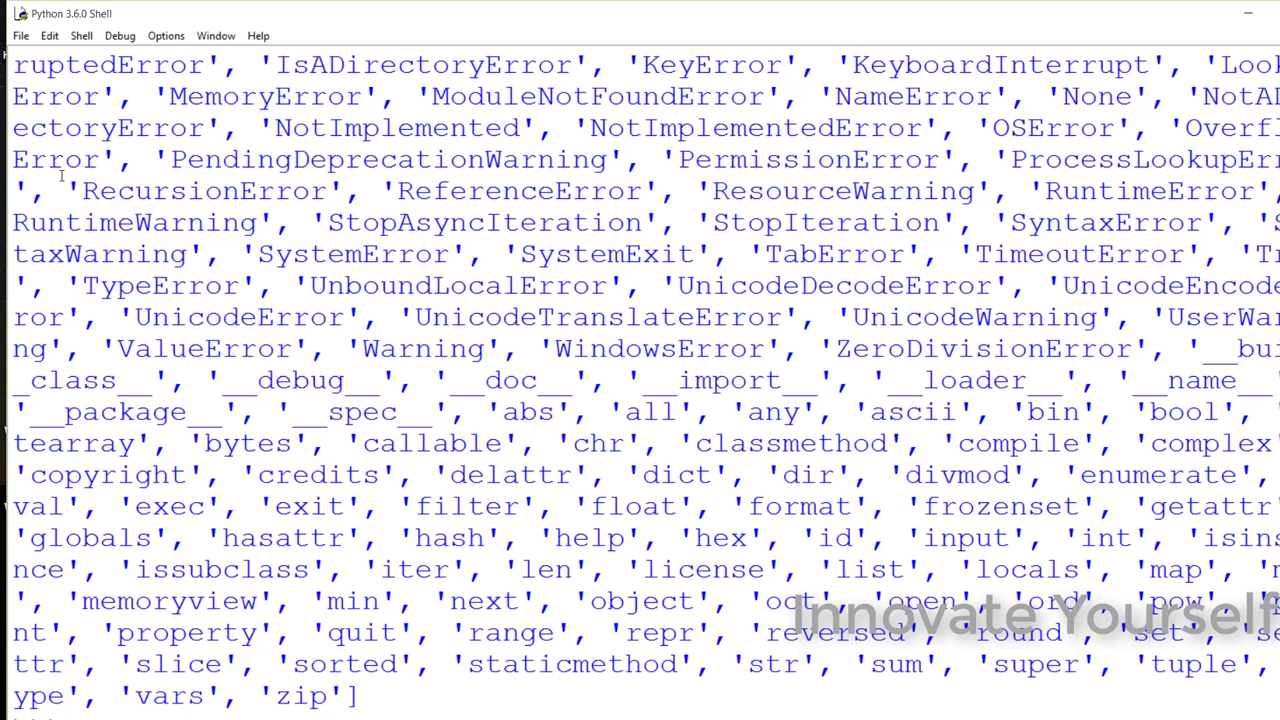 Python 3.6.0 Shell
File Edit Shell Debug Options Window Help
ruptedError', 'IsADirectoryError', 'KeyError', 'KeyboardInterrupt', 'Look
Error', 'MemoryError', 'ModuleNotFoundError', 'NameError', 'None', 'NotAD
ectoryError', 'NotImplemented', 'NotImplementedError', 'OSError', 'Overfl
Error', 'PendingDeprecationWarning', 'PermissionError', 'ProcessLookupErr
', 'RecursionError', 'ReferenceError', 'ResourceWarning', 'RuntimeError',
RuntimeWarning', 'StopAsyncIteration', 'StopIteration', 'SyntaxError', 'S
taxWarning', 'SystemError', 'SystemExit', 'TabError', 'TimeoutError', 'Tr
', 'TypeError', 'UnboundLocalError', 'UnicodeDecodeError', 'UnicodeEncode
ror', 'UnicodeError', 'UnicodeTranslateError', 'UnicodeWarning', 'UserWar
ng', 'ValueError', 'Warning', 'WindowsError', 'ZeroDivisionError', '__bui
_class__', '__debug__', '__doc__', '__import__', '__loader__', '__name__'
'__package__', '__spec__', 'abs', 'all', 'any', 'ascii', 'bin', 'bool', '
tearray', 'bytes', 'callable', 'chr', 'classmethod', 'compile', 'complex'
'copyright', 'credits', 'delattr', 'dict', 'dir', 'divmod', 'enumerate',
val', 'exec', 'exit', 'filter', 'float', 'format', 'frozenset', 'getattr'
'globals', 'hasattr', 'hash', 'help', 'hex', 'id', 'input', 'int', 'isins
nce', 'issubclass', 'iter', 'len', 'license', 'list', 'locals', 'map', 'm
', 'memoryview', 'min', 'next', 'object', 'oct', 'open', 'ord', 'pow', 'p
nt', 'property', 'quit', 'range', 'repr', 'reversed', 'round', 'set', 'se
ttr', 'slice', 'sorted', 'staticmethod', 'str', 'sum', 'super', 'tuple', '
ype', 'vars', 'zip']
Innovate Yourself